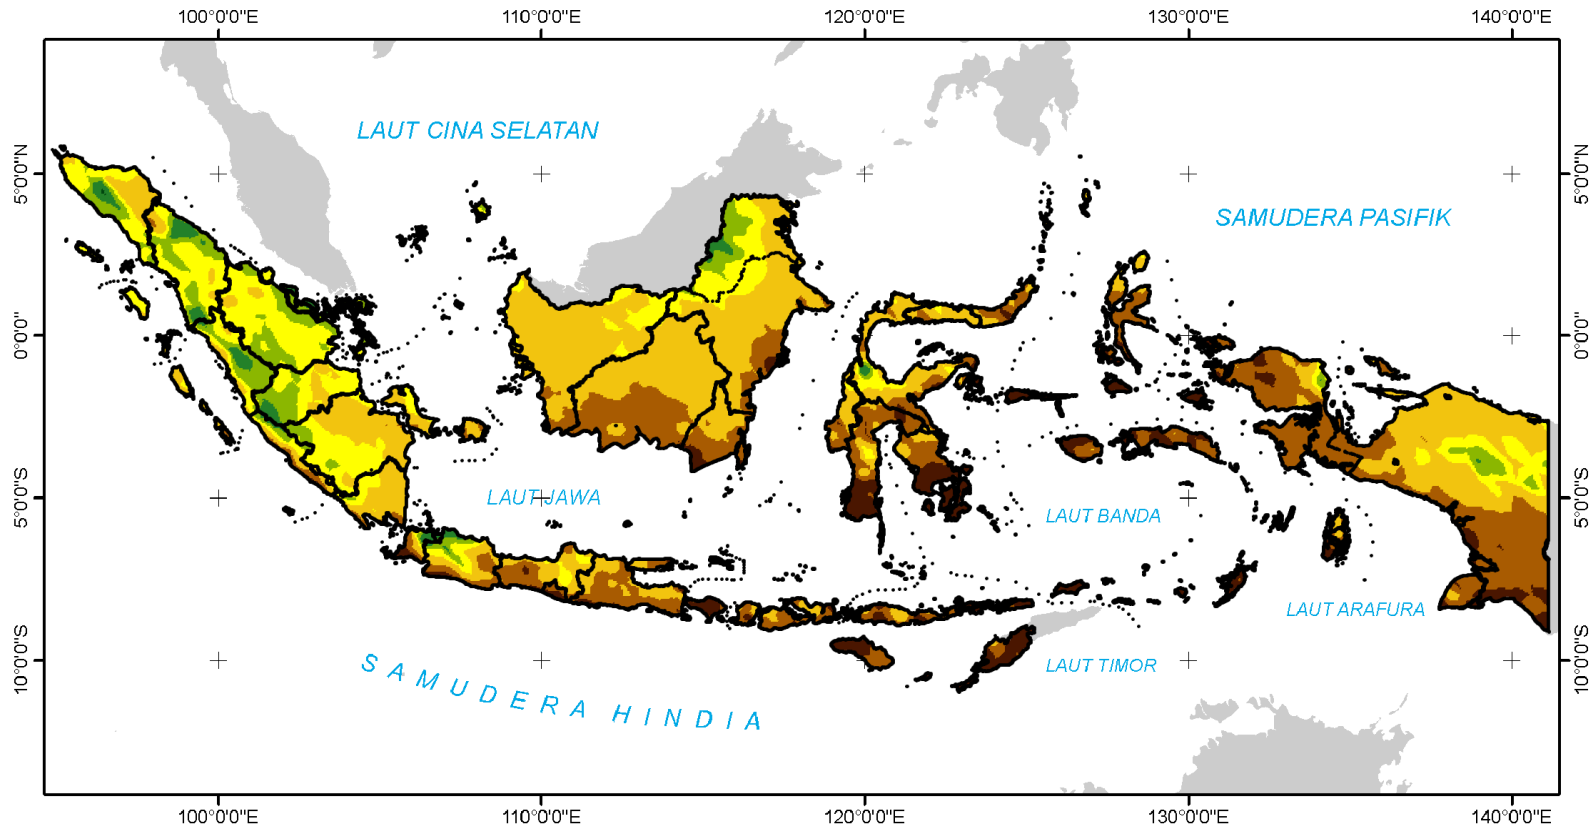 100°0'0"E 110°0'0"E 120°0'0"E 130°0'0"E 140°0'0"E
LAUT CINA SELATAN
5°0'0"N 5°0'0"N
SAMUDERA PASIFIK
0°0'0" 0°0'0"
LAUT JAWA
5°0'0"S 5°0'0"S
LAUT BANDA
LAUT ARAFURA
10°0'0"S 10°0'0"S
LAUT TIMOR
SAMUDERA HINDIA
100°0'0"E 110°0'0"E 120°0'0"E 130°0'0"E 140°0'0"E